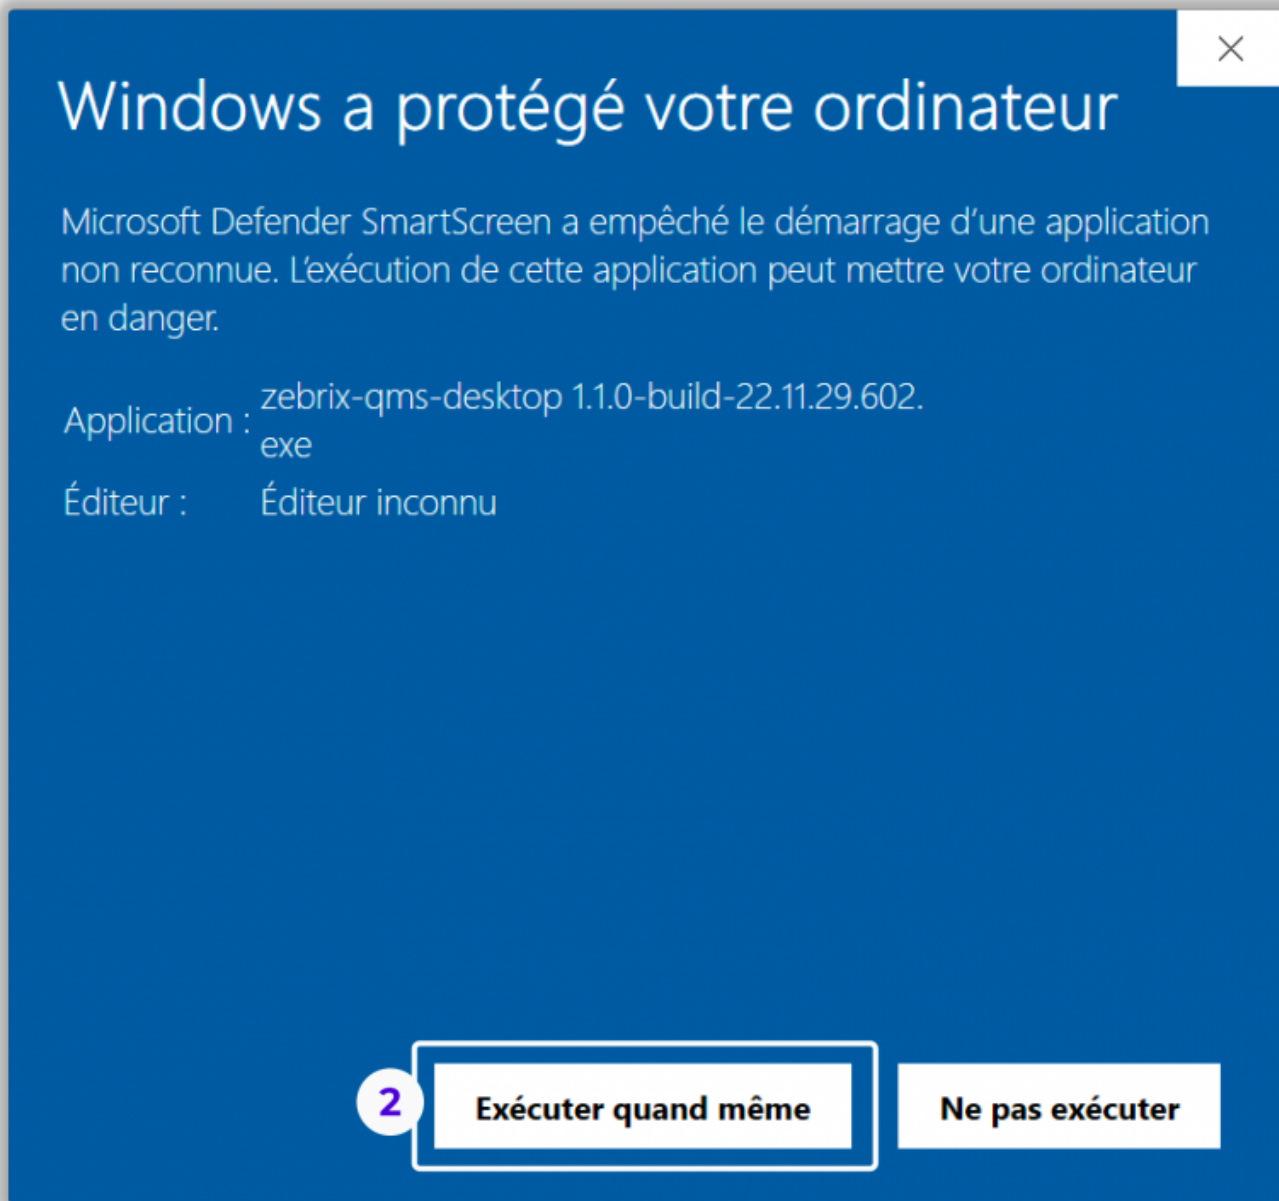 Windows a protégé votre ordinateur
Microsoft Defender SmartScreen a empêché le démarrage d’une application
non reconnue. L’exécution de cette application peut mettre votre ordinateur
en danger.
Application :
zebrix-qms-desktop 1.1.0-build-22.11.29.602.
exe
Éditeur : Éditeur inconnu
2
Exécuter quand même
Ne pas exécuter